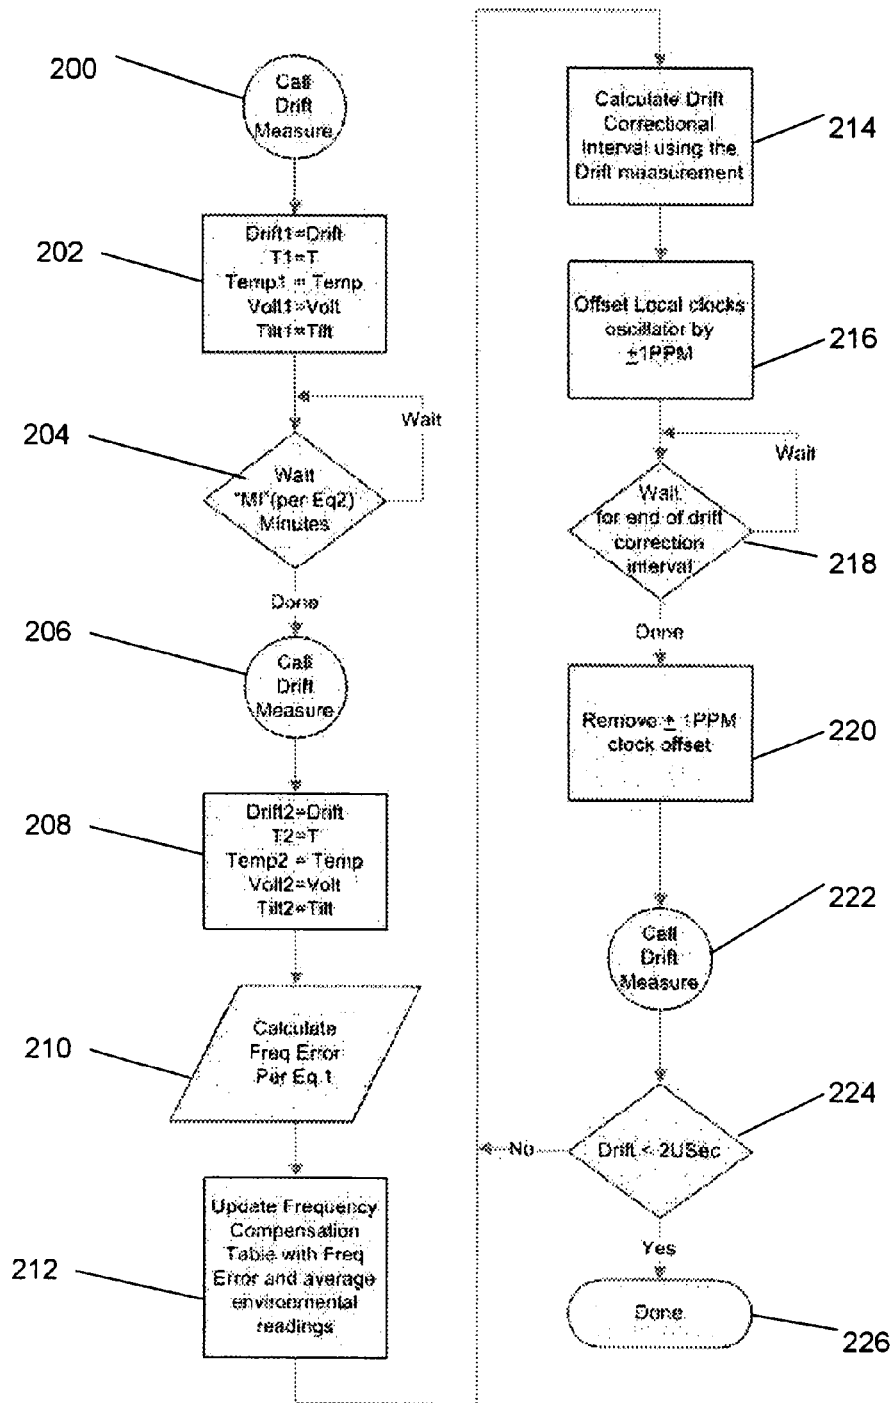 200
Call
Drift
Measure
202
Drift1=Drift
T1=T
Temp1 = Temp
Volt1=Volt
Tilt1=Tilt
Wait
204
Wait
"MI"(per Eq2)
Minutes
Done
206
Call
Drift
Measure
208
Drift2=Drift
T2=T
Temp2 = Temp
Volt2=Volt
Tilt2=Tilt
210
Calculate
Freq Error
Per Eq.1
212
Update Frequency
Compensation
Table with Freq
Error and average
environmental
readings
Calculate Drift
Correctional
Interval using the
Drift measurement
214
Offset Local clocks
oscillator by
±1PPM
216
Wait
Wait
for end of drift
correction
interval
218
Done
Remove ± 1PPM
clock offset
220
222
Call
Drift
Measure
224
Drift < 2USec
No
Yes
Done
226